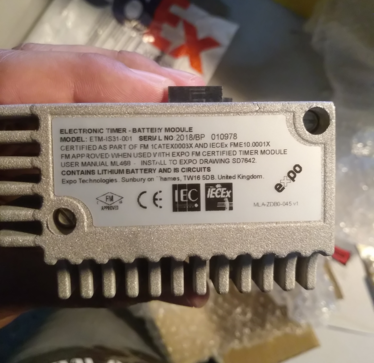 EX
ELECTRONIC TIMER - BATTERY MODULE
MODEL ETM-IS31-001 SERIAL NO 2018/BP 010978
CERTIFIED AS PART OF FM 1CATEX0003X AND IECEx FME10.0001X
FM APPROVED WHEN USED WITH EXPO FM CERTIFIED TIMER MODULE
USER MANUAL ML488 INSTALL TO EXPO DRAWING SD7642
CONTAINS LITHIUM BATTERY AND IS CIRCUITS
Expo Technologies, Sunbury on Thames, TW16 5DB, United Kingdom.
FM
APPROVED
CE
IEC
IECEx
expo